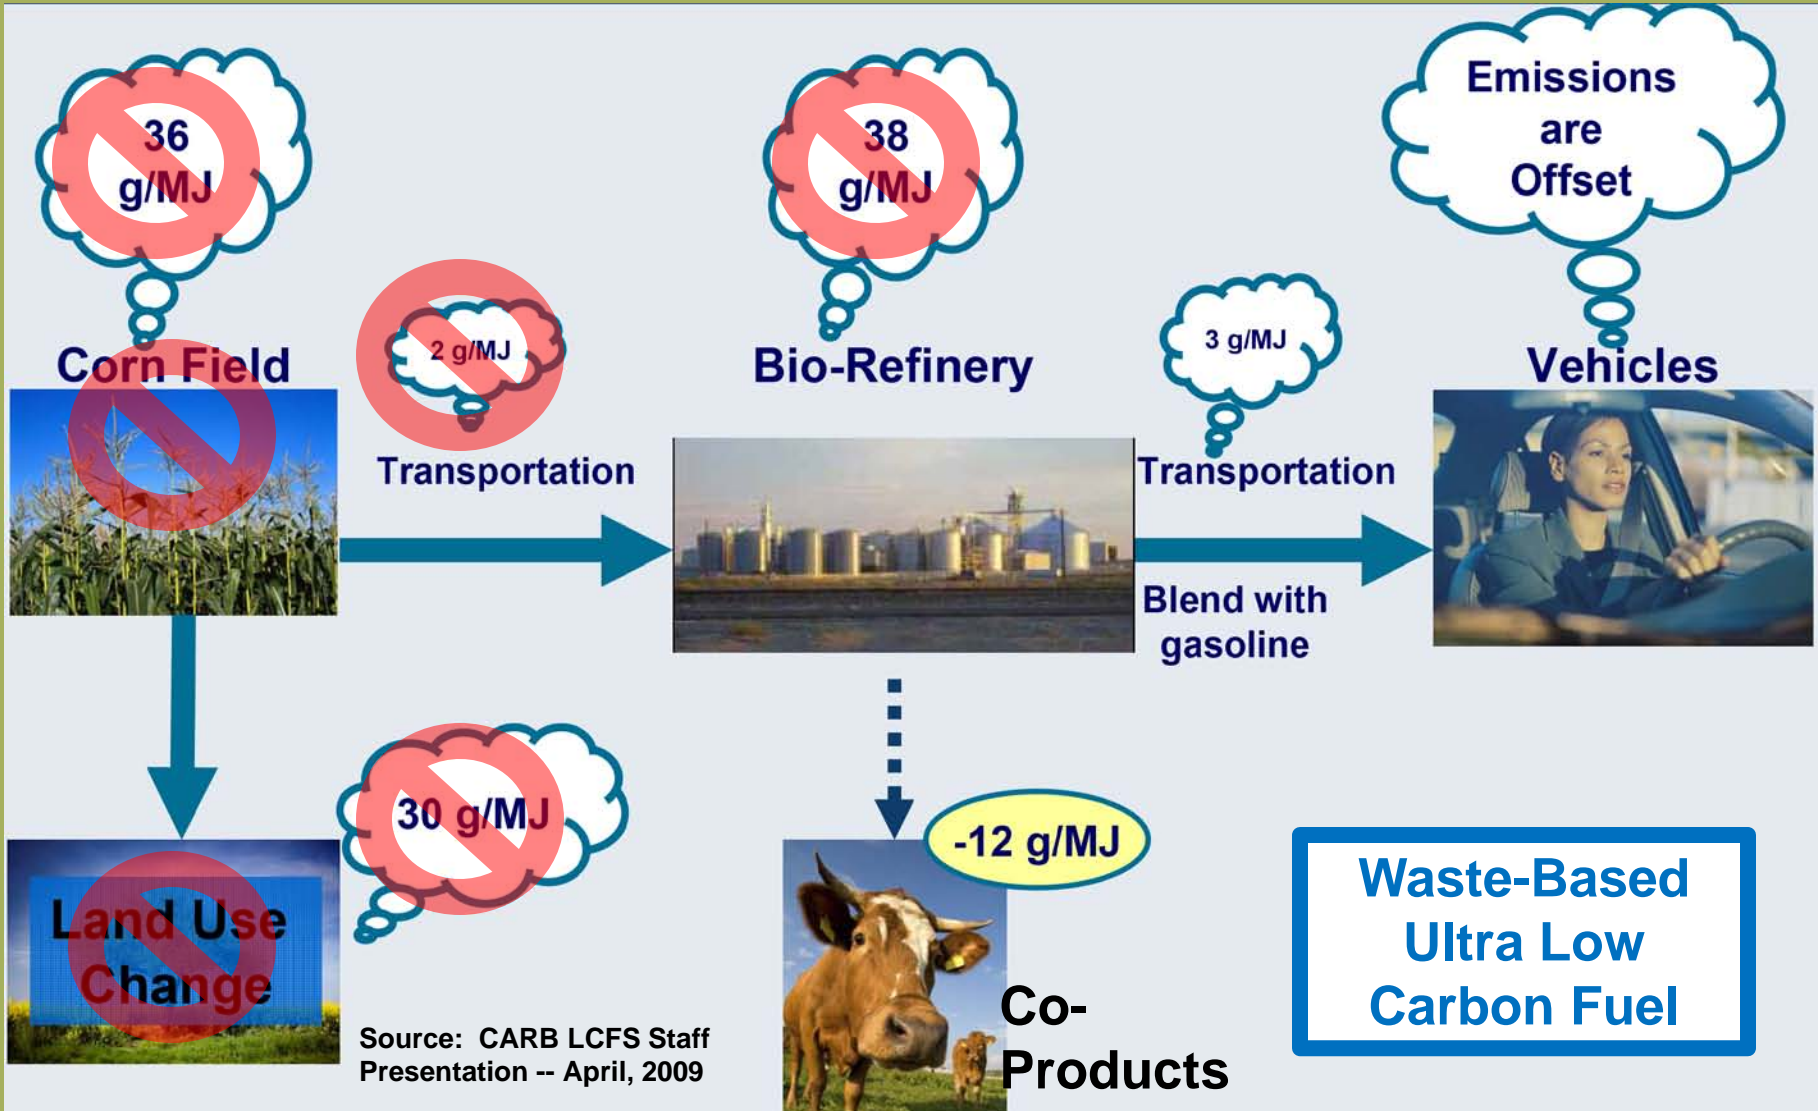 36
g/MJ
38
g/MJ
Emissions
are
Offset
Corn Field
2 g/MJ
Bio-Refinery
3 g/MJ
Vehicles
Transportation
Transportation
Blend with
gasoline
30 g/MJ
-12 g/MJ
Land Use
Change
Waste-Based
Ultra Low
Carbon Fuel
Co-
Products
Source:  CARB LCFS Staff
Presentation -- April, 2009